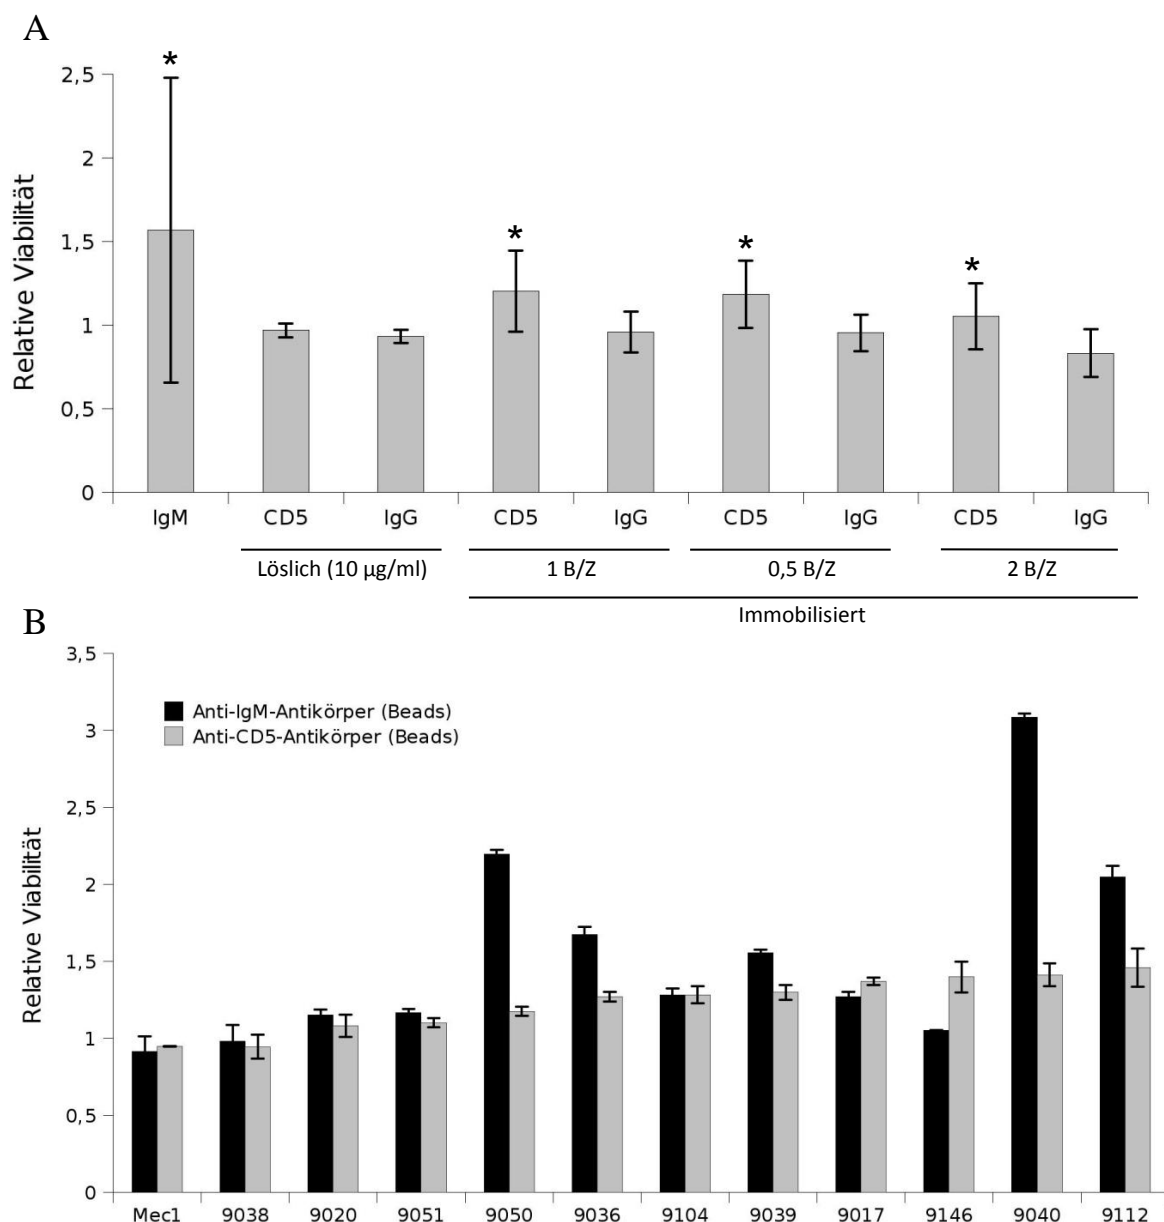 A
*
2,5
2
1,5
1
0,5
0
Relative Viabilität
* * *
IgM CD5 IgG CD5 IgG CD5 IgG CD5 IgG
Löslich (10 µg/ml) 1 B/Z 0,5 B/Z 2 B/Z
Immobilisiert
B
3,5
3
2,5
2
1,5
1
0,5
0
Relative Viabilität
Anti-IgM-Antikörper (Beads)
Anti-CD5-Antikörper (Beads)
Mec1 9038 9020 9051 9050 9036 9104 9039 9017 9146 9040 9112